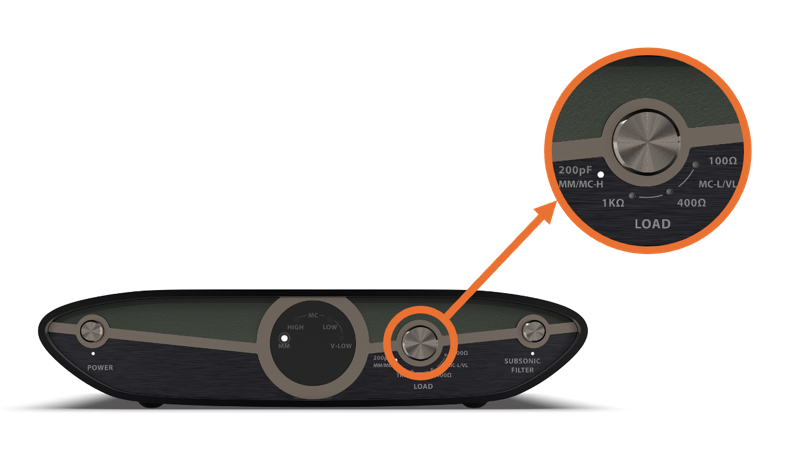 200pF
MM/MC-H
100Ω
MC-L/VL
1KΩ
400Ω
LOAD
MC
HIGH
LOW
MM
V-LOW
POWER
LOAD
SUBSONIC
FILTER